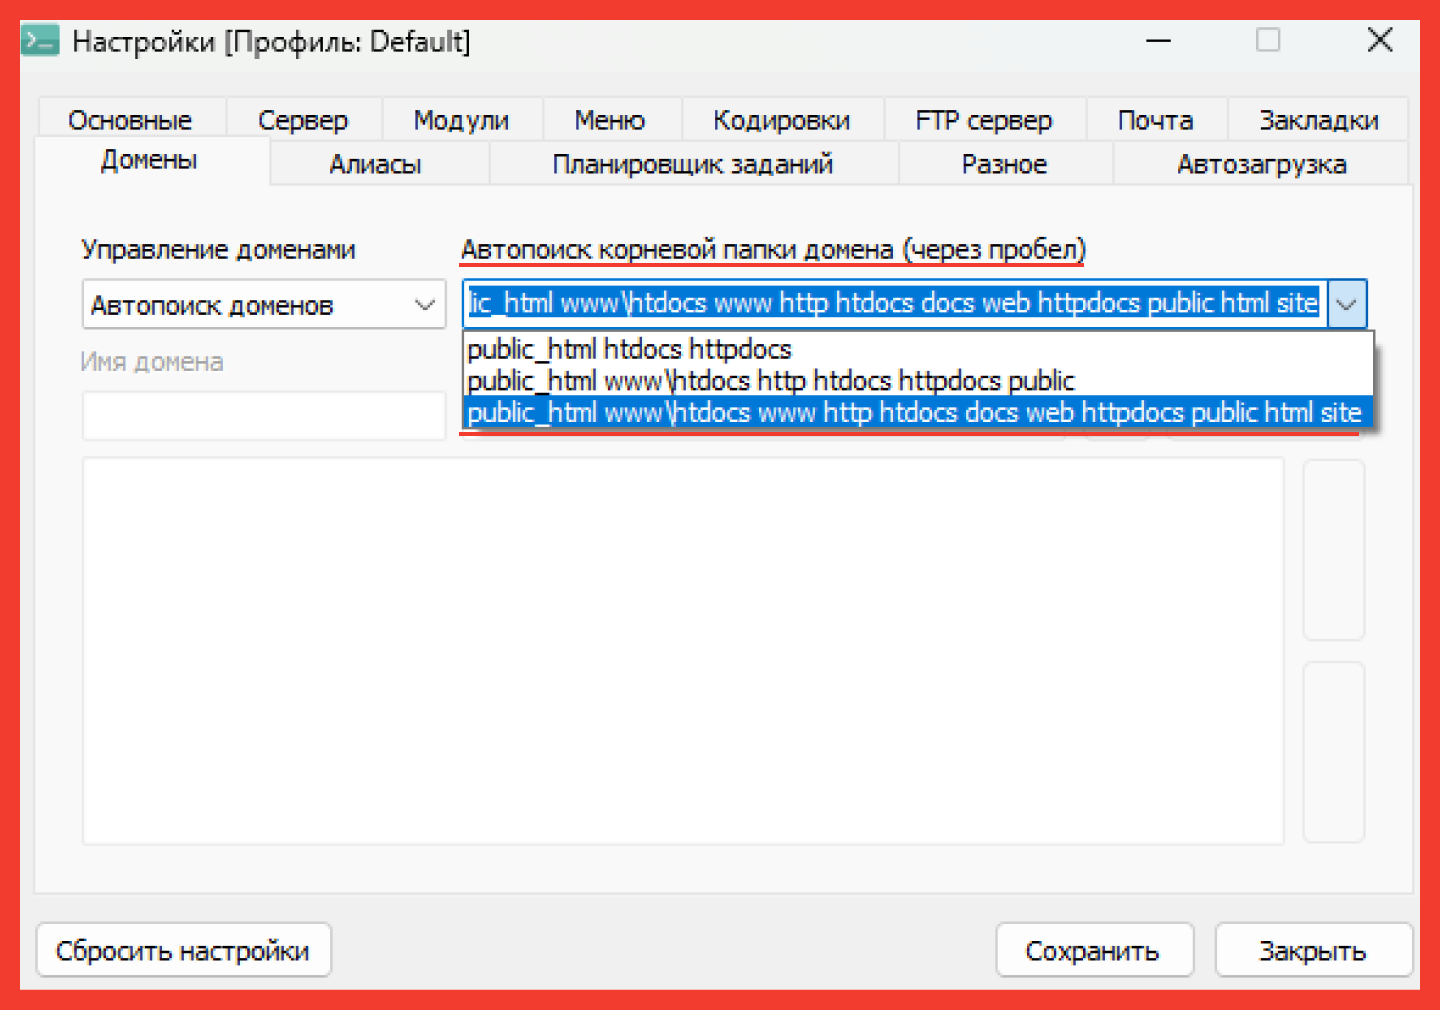 Настройки [Профиль: Default]
Основные Сервер Модули Меню Кодировки FTP сервер Почта Закладки
Домены Алиасы Планировщик заданий Разное Автозагрузка
Управление доменами Автопоиск корневой папки домена (через пробел)
Автопоиск доменов lic_html www\htdocs www http htdocs docs web httpdocs public html site
Имя домена public_html htdocs httpdocs
public_html www\htdocs http htdocs httpdocs public
public_html www\htdocs www http htdocs docs web httpdocs public html site
Сбросить настройки Сохранить Закрыть